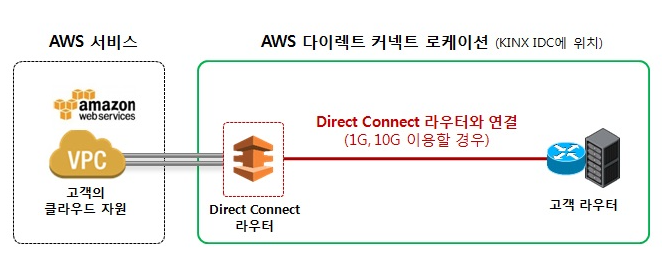 AWS 서비스
AWS 다이렉트 커넥트 로케이션 (KINX IDC에 위치)
amazon
webservices
VPC
고객의
클라우드 자원
Direct Connect
라우터
Direct Connect 라우터와 연결
(1G, 10G 이용할 경우)
고객 라우터